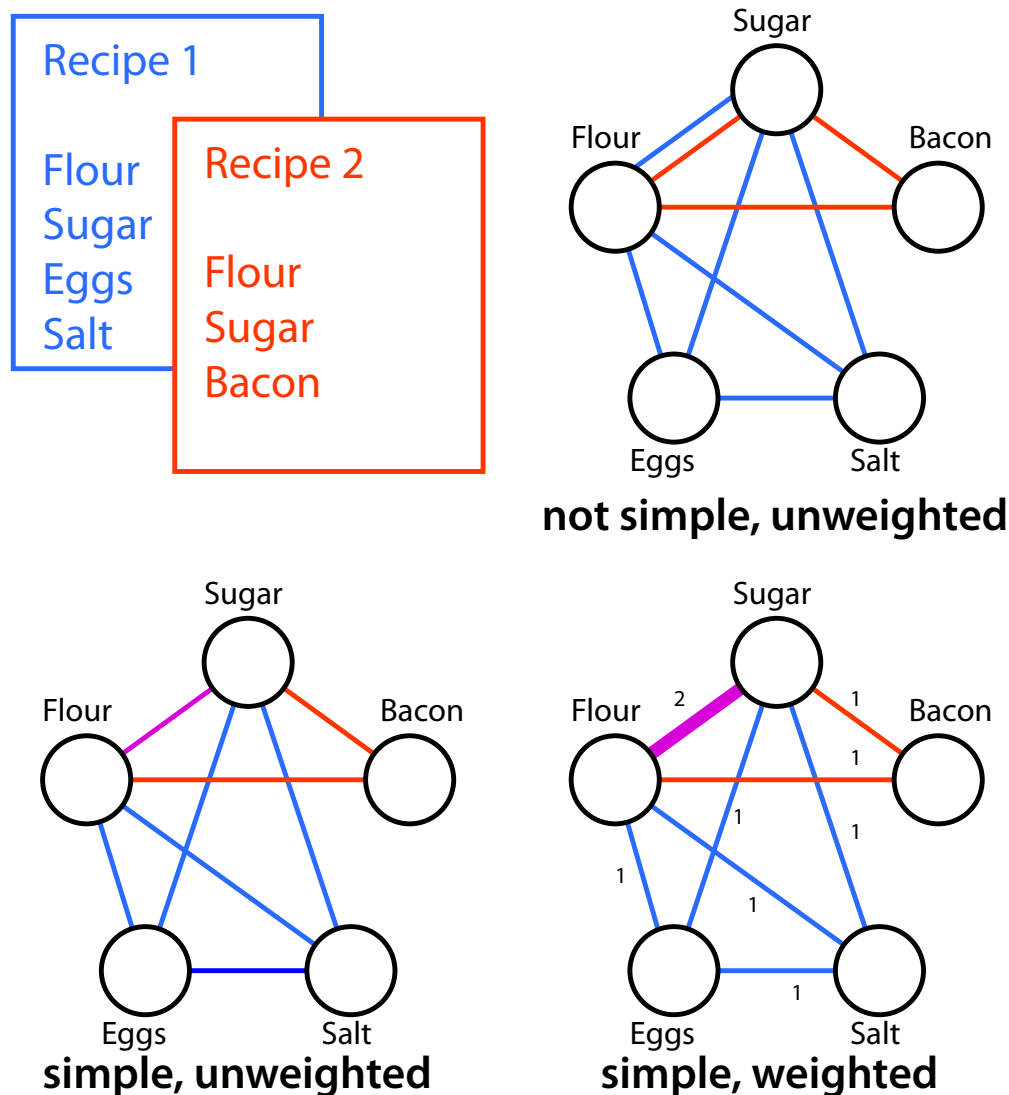 Recipe 1
Flour
Sugar
Eggs
Salt
Recipe 2
Flour
Sugar
Bacon
Sugar
Flour
Bacon
Eggs
Salt
not simple, unweighted
Sugar
Flour
Bacon
Eggs
Salt
simple, unweighted
Sugar
2
1
Flour
Bacon
1
1
1
1
1
1
Eggs
Salt
simple, weighted